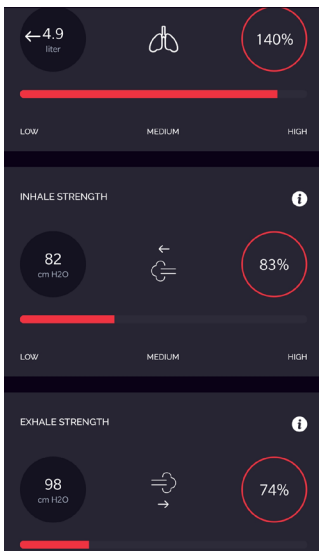 ←4.9
liter
140%
LOW MEDIUM HIGH
INHALE STRENGTH i
82
cm H2O
83%
LOW MEDIUM HIGH
EXHALE STRENGTH i
98
cm H2O
74%